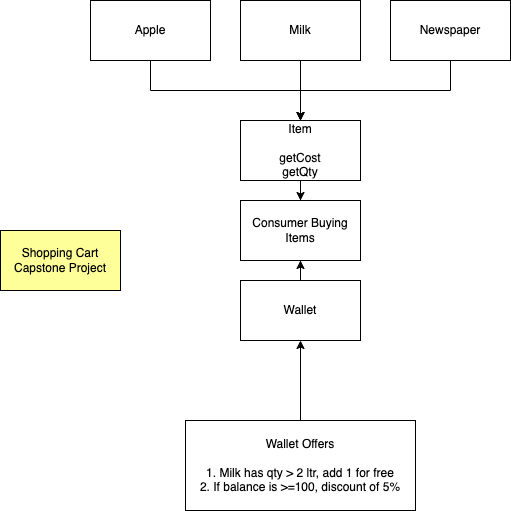 Apple
Milk
Newspaper
Item
getCost
getQty
Consumer Buying
Items
Shopping Cart
Capstone Project
Wallet
Wallet Offers
1. Milk has qty > 2 ltr, add 1 for free
2. If balance is >=100, discount of 5%